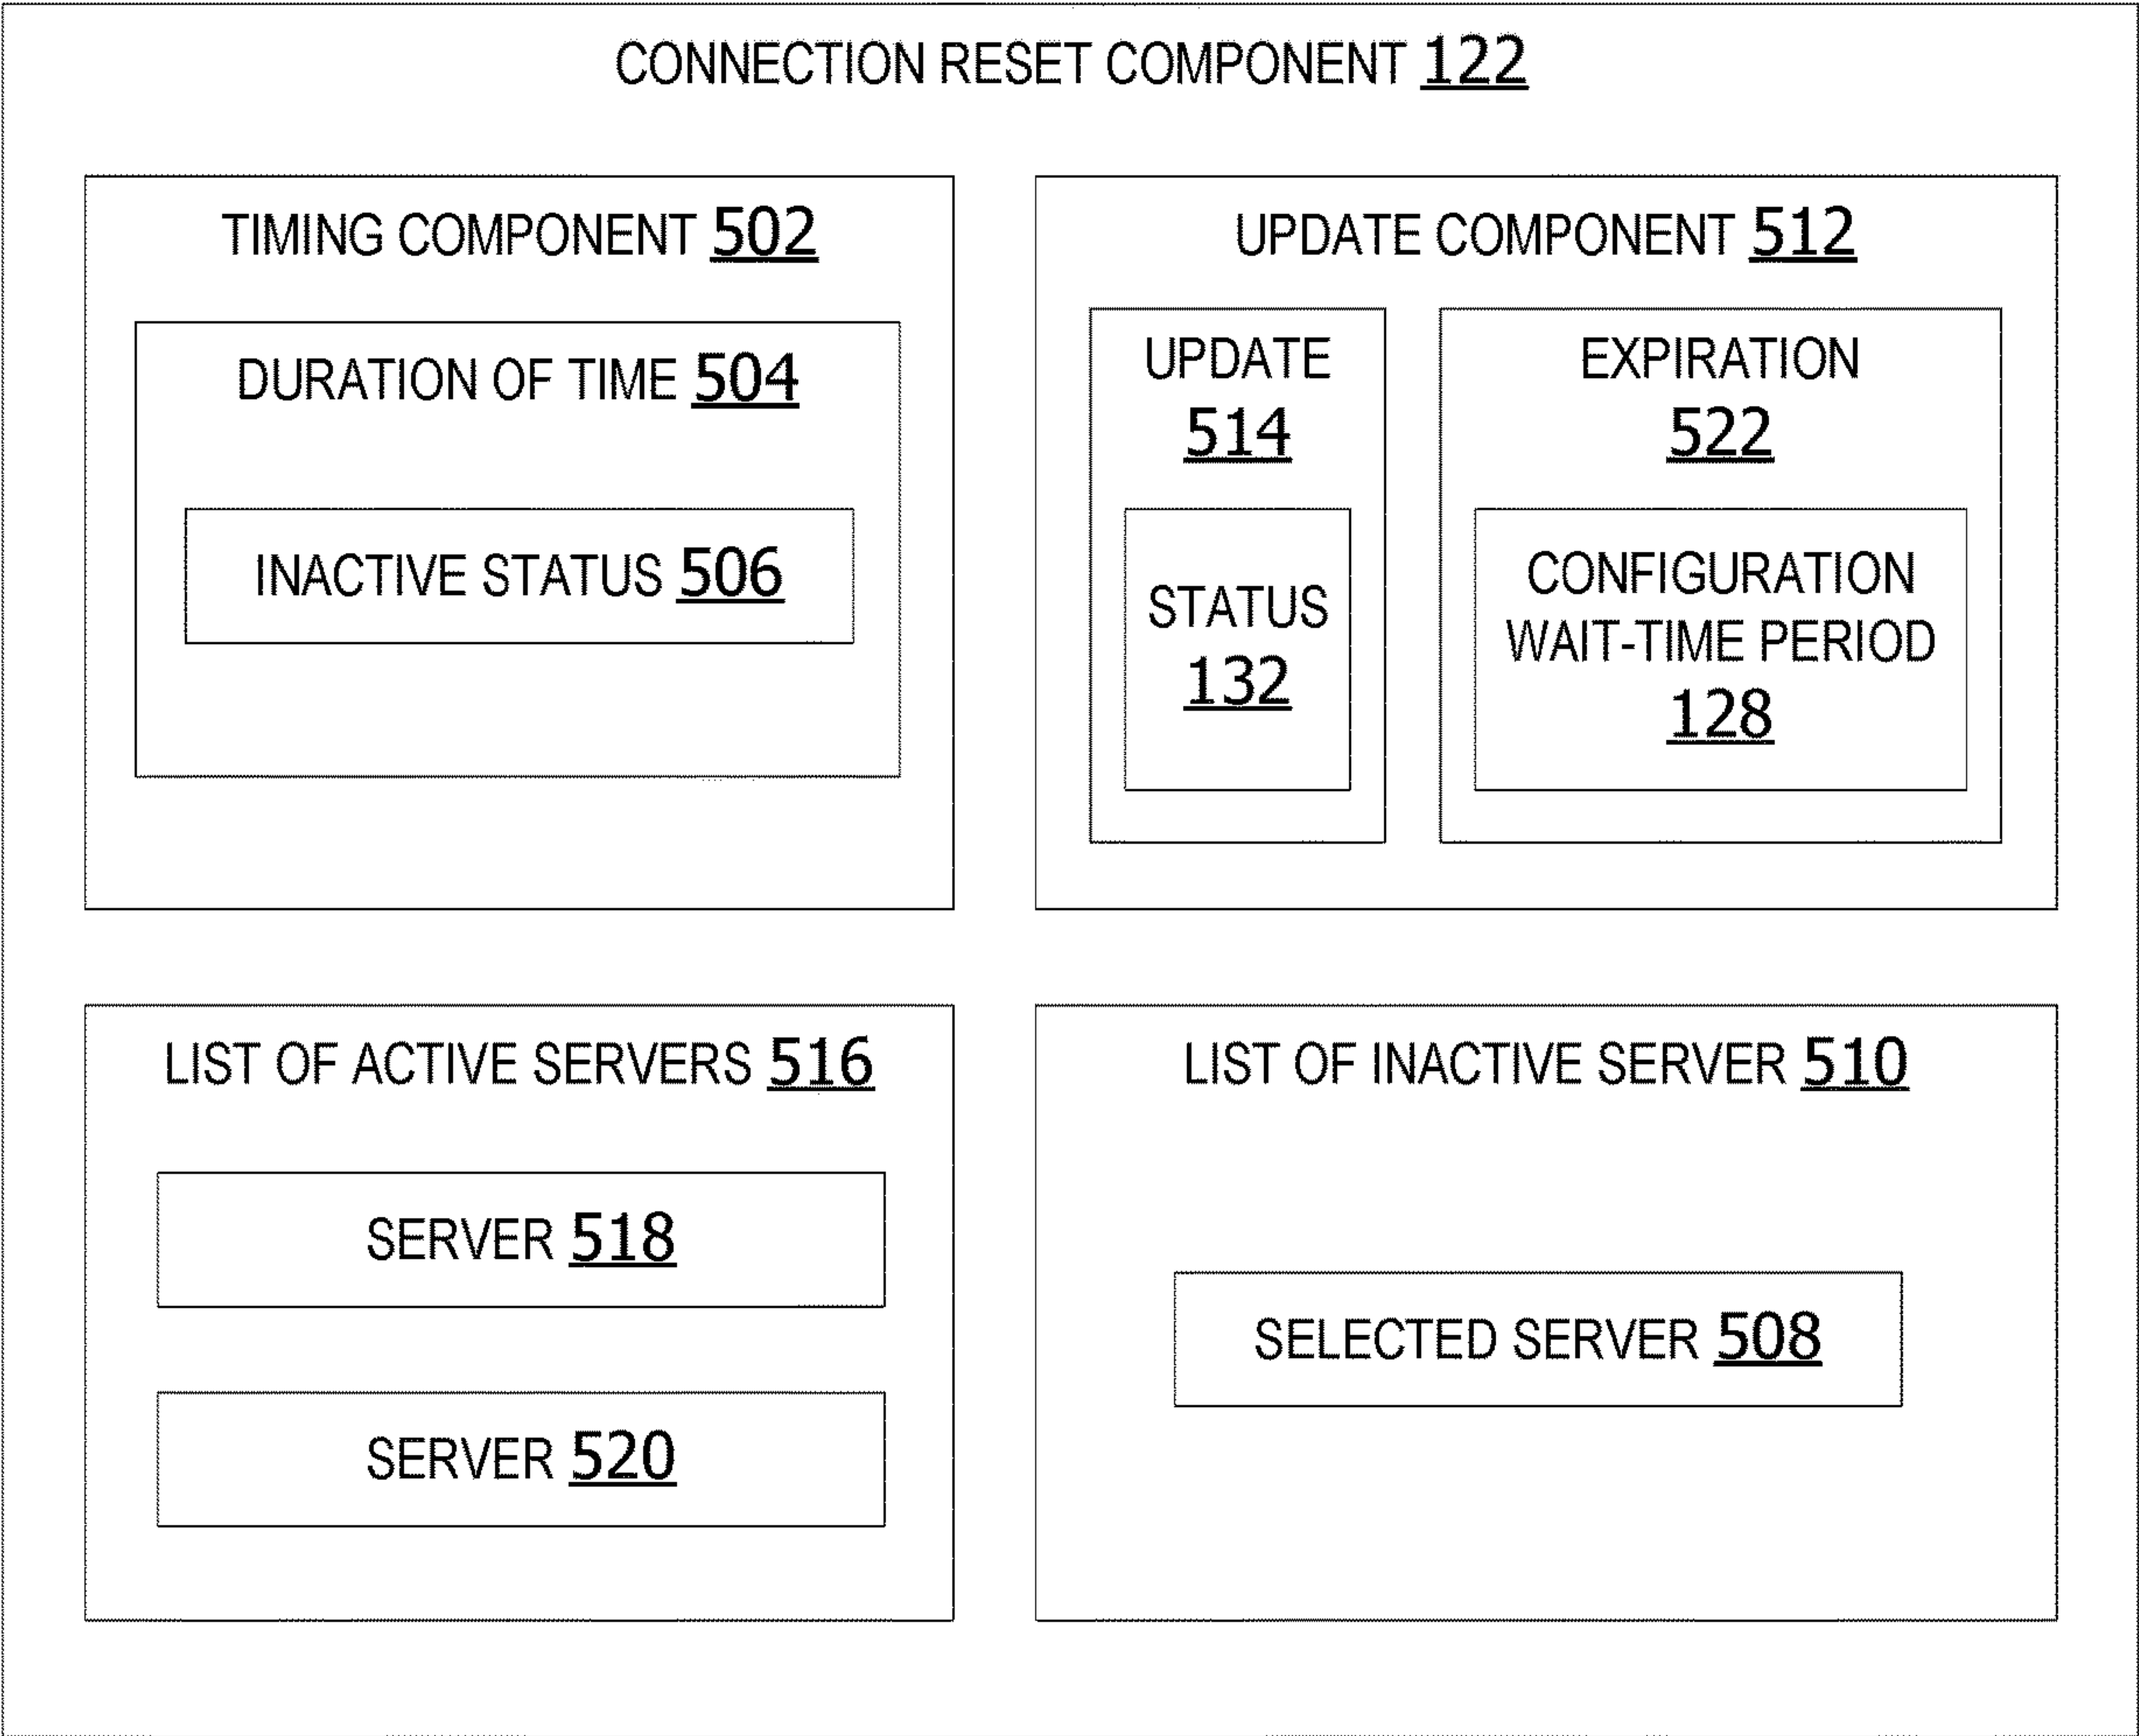 CONNECTION RESET COMPONENT 122
TIMING COMPONENT 502
DURATION OF TIME 504
INACTIVE STATUS 506
UPDATE COMPONENT 512
UPDATE
514
STATUS
132
EXPIRATION
522
CONFIGURATION
WAIT-TIME PERIOD
128
LIST OF ACTIVE SERVERS 516
SERVER 518
SERVER 520
LIST OF INACTIVE SERVER 510
SELECTED SERVER 508